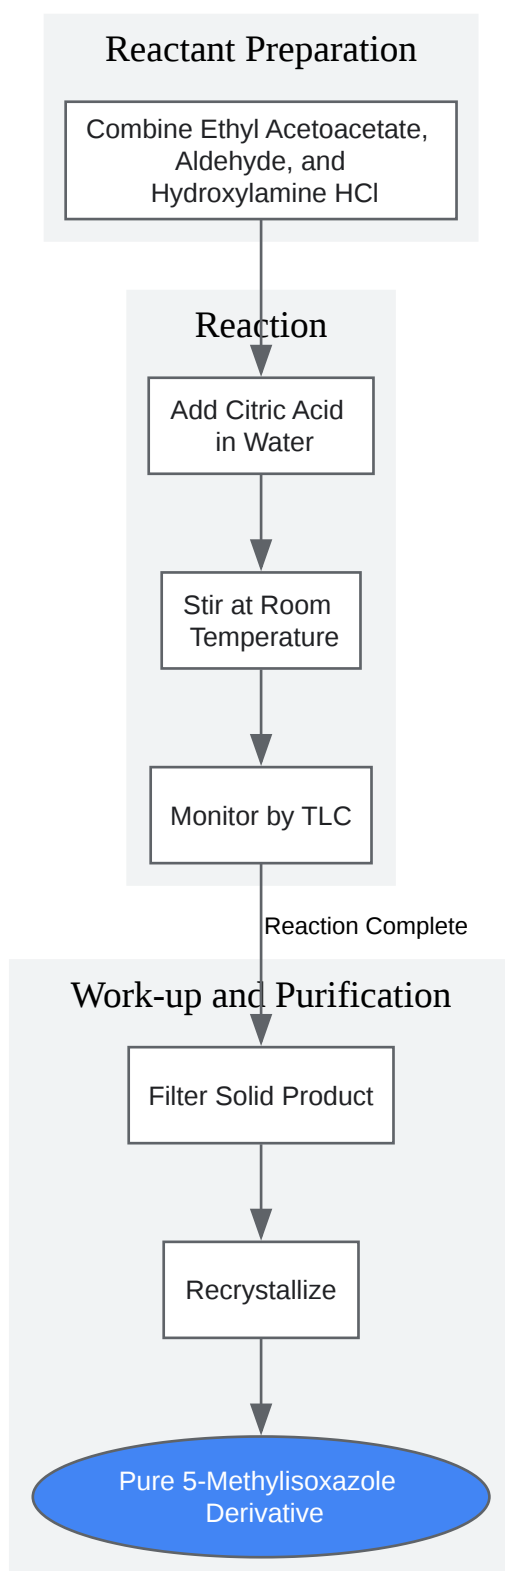 Reactant Preparation
Combine Ethyl Acetoacetate,
Aldehyde, and
Hydroxylamine HCl
Reaction
Add Citric Acid
in Water
Stir at Room
Temperature
Monitor by TLC
Reaction Complete
Work-up and Purification
Filter Solid Product
Recrystallize
Pure 5-Methylisoxazole
Derivative